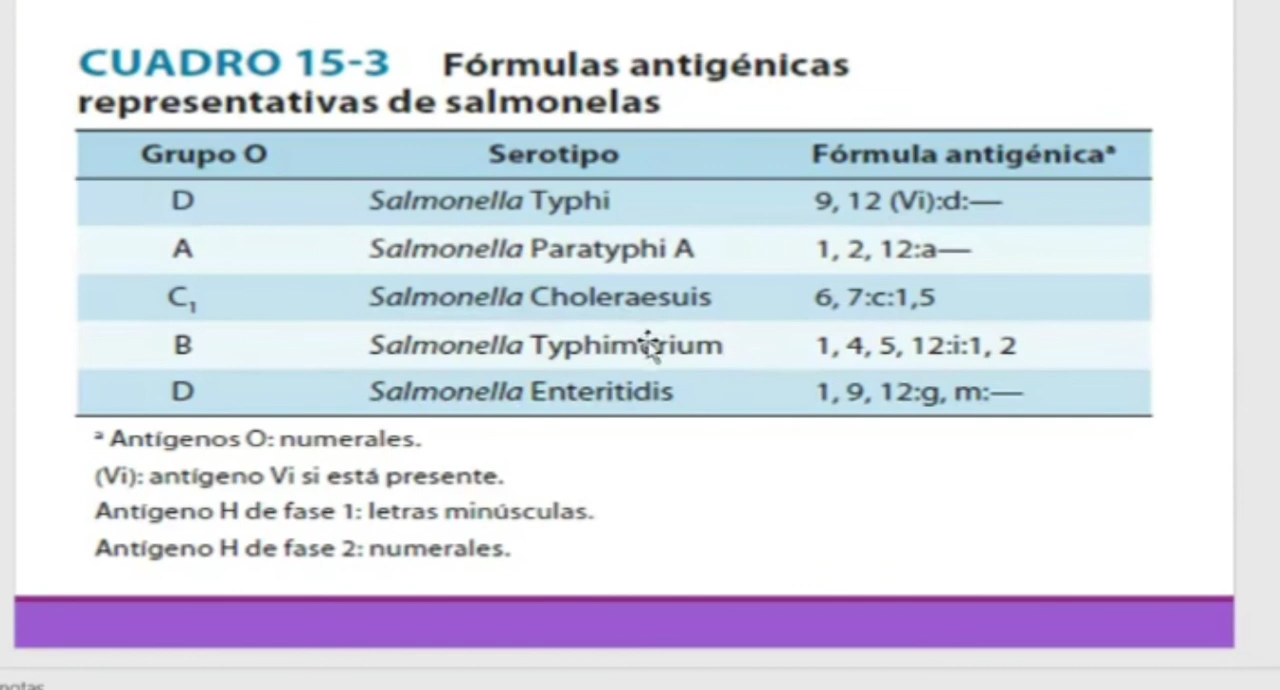 CUADRO 15-3 Fórmulas antigénicas
representativas de salmonelas
Grupo O Serotipo Fórmula antigénicaª
D Salmonella Typhi 9, 12 (Vi):d:—
A Salmonella Paratyphi A 1, 2, 12:a—
C₁ Salmonella Choleraesuis 6, 7:c:1,5
B Salmonella Typhimurium 1, 4, 5, 12:i:1, 2
D Salmonella Enteritidis 1, 9, 12:g, m:—
ª Antígenos O: numerales.
(Vi): antígeno Vi si está presente.
Antígeno H de fase 1: letras minúsculas.
Antígeno H de fase 2: numerales.
notas